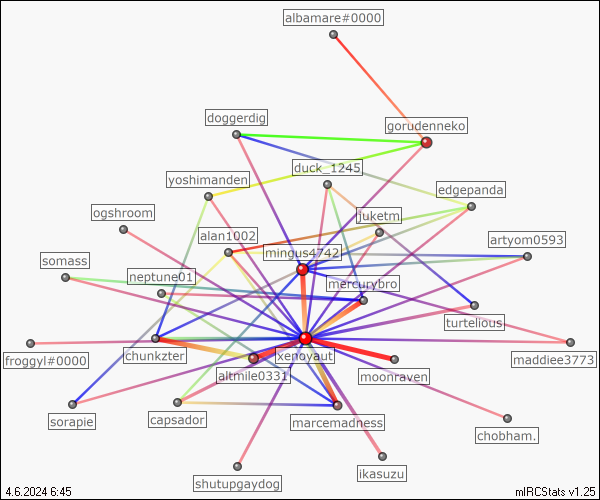 albamare#0000
doggerdig
gorudenneko
duck_1245
yoshimanden
edgepanda
ogshroom
juketm
alan1002
artyom0593
mingus4742
somass
neptune01
mercurybro
turtelious
froggyl#0000
chunkzter
xenoyaut
maddiee3773
altmile0331
moonraven
sorapie
capsador
marcemadness
chobham.
shutupgaydog
ikasuzu
4.6.2024 6:45
mIRCStats v1.25